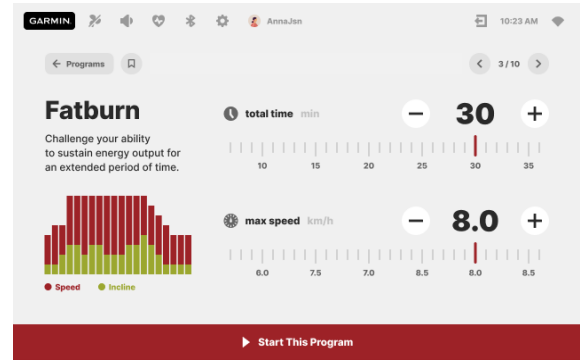 GARMIN.
AnnaJsn
10:23 AM
Programs
3 / 10
Fatburn
Challenge your ability
to sustain energy output for
an extended period of time.
Speed
Incline
total time min
30
10 15 20 25 30 35
max speed km/h
8.0
6.0 7.5 7.0 8.5 8.0 8.5
Start This Program